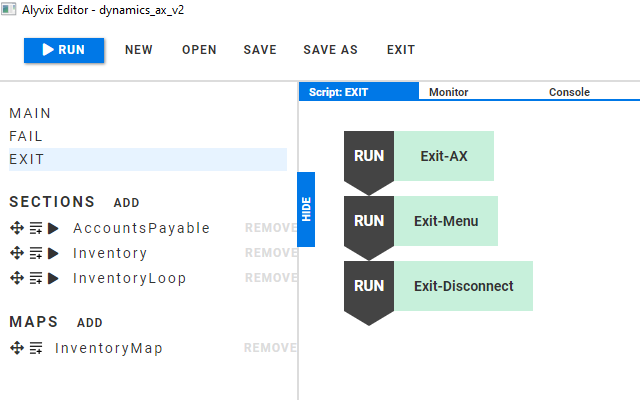 Alyvix Editor - dynamics_ax_v2
RUN NEW OPEN SAVE SAVE AS EXIT
Script: EXIT Monitor Console
MAIN
FAIL
EXIT
SECTIONS ADD
AccountsPayable REMOVE
Inventory REMOVE
InventoryLoop REMOVE
MAPS ADD
InventoryMap REMOVE
HIDE
RUN Exit-AX
RUN Exit-Menu
RUN Exit-Disconnect